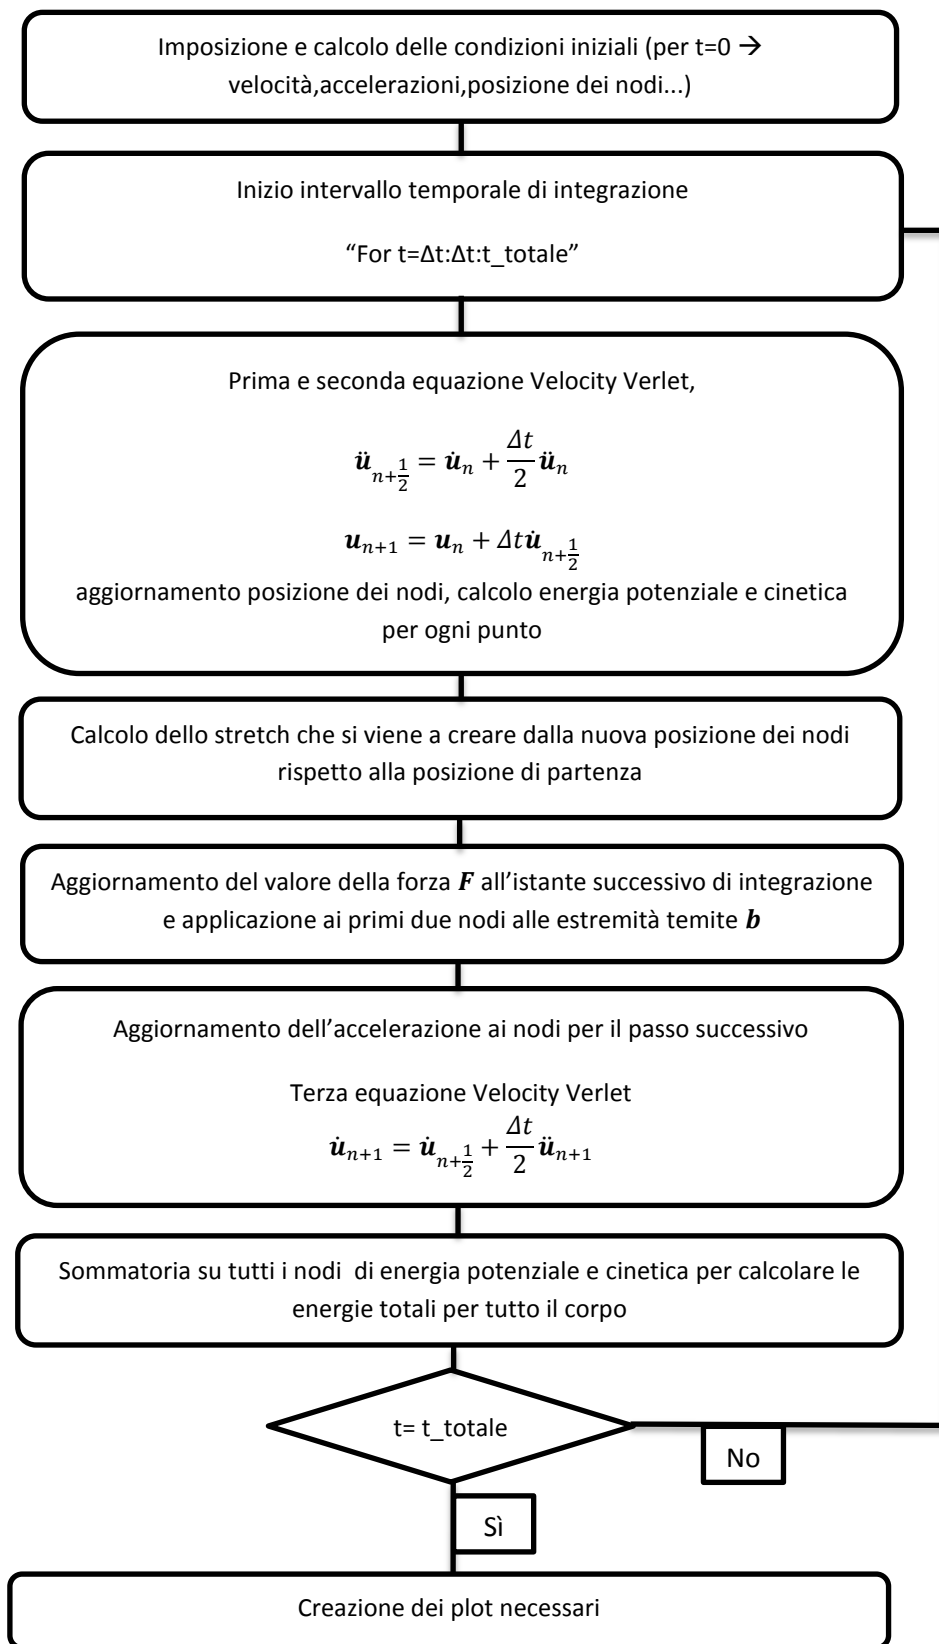 Imposizione e calcolo delle condizioni iniziali (per t=0 →
velocità,accelerazioni,posizione dei nodi...)
Inizio intervallo temporale di integrazione
“For t=Δt:Δt:t_totale”
Prima e seconda equazione Velocity Verlet,
ü_{n+1/2} = u̇_n + Δt/2 ü_n
u_{n+1} = u_n + Δt u̇_{n+1/2}
aggiornamento posizione dei nodi, calcolo energia potenziale e cinetica
per ogni punto
Calcolo dello stretch che si viene a creare dalla nuova posizione dei nodi
rispetto alla posizione di partenza
Aggiornamento del valore della forza F all’istante successivo di integrazione
e applicazione ai primi due nodi alle estremità temite b
Aggiornamento dell’accelerazione ai nodi per il passo successivo
Terza equazione Velocity Verlet
u̇_{n+1} = u̇_{n+1/2} + Δt/2 ü_{n+1}
Sommatoria su tutti i nodi  di energia potenziale e cinetica per calcolare le
energie totali per tutto il corpo
t= t_totale
No
Sì
Creazione dei plot necessari